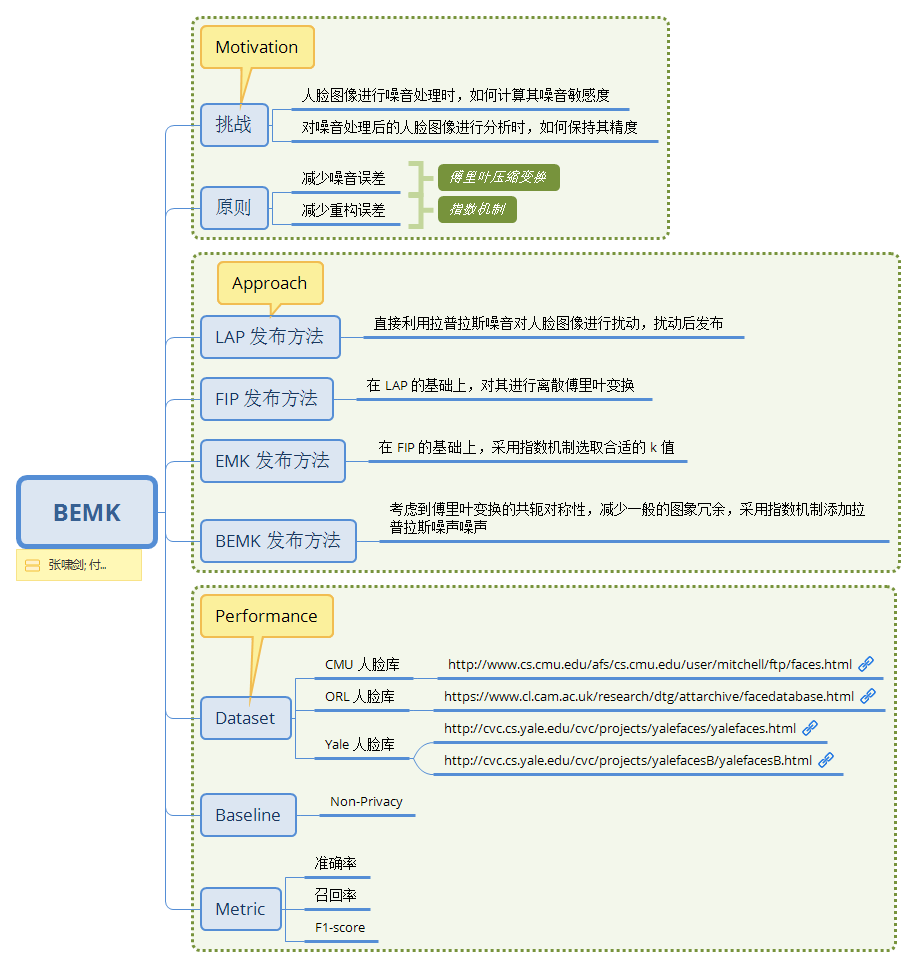 Motivation
挑战
人脸图像进行噪音处理时，如何计算其噪音敏感度
对噪音处理后的人脸图像进行分析时，如何保持其精度
原则
减少噪音误差
减少重构误差
傅里叶压缩变换
指数机制
Approach
LAP 发布方法
直接利用拉普拉斯噪音对人脸图像进行扰动，扰动后发布
FIP 发布方法
在 LAP 的基础上，对其进行离散傅里叶变换
EMK 发布方法
在 FIP 的基础上，采用指数机制选取合适的 k 值
BEMK
张啸剑; 付...
BEMK 发布方法
考虑到傅里叶变换的共轭对称性，减少一般的图象冗余，采用指数机制添加拉
普拉斯噪声噪声
Performance
Dataset
CMU 人脸库
http://www.cs.cmu.edu/afs/cs.cmu.edu/user/mitchell/ftp/faces.html
ORL 人脸库
https://www.cl.cam.ac.uk/research/dtg/attarchive/facedatabase.html
Yale 人脸库
http://cvc.cs.yale.edu/cvc/projects/yalefaces/yalefaces.html
http://cvc.cs.yale.edu/cvc/projects/yalefacesB/yalefacesB.html
Baseline
Non-Privacy
Metric
准确率
召回率
F1-score